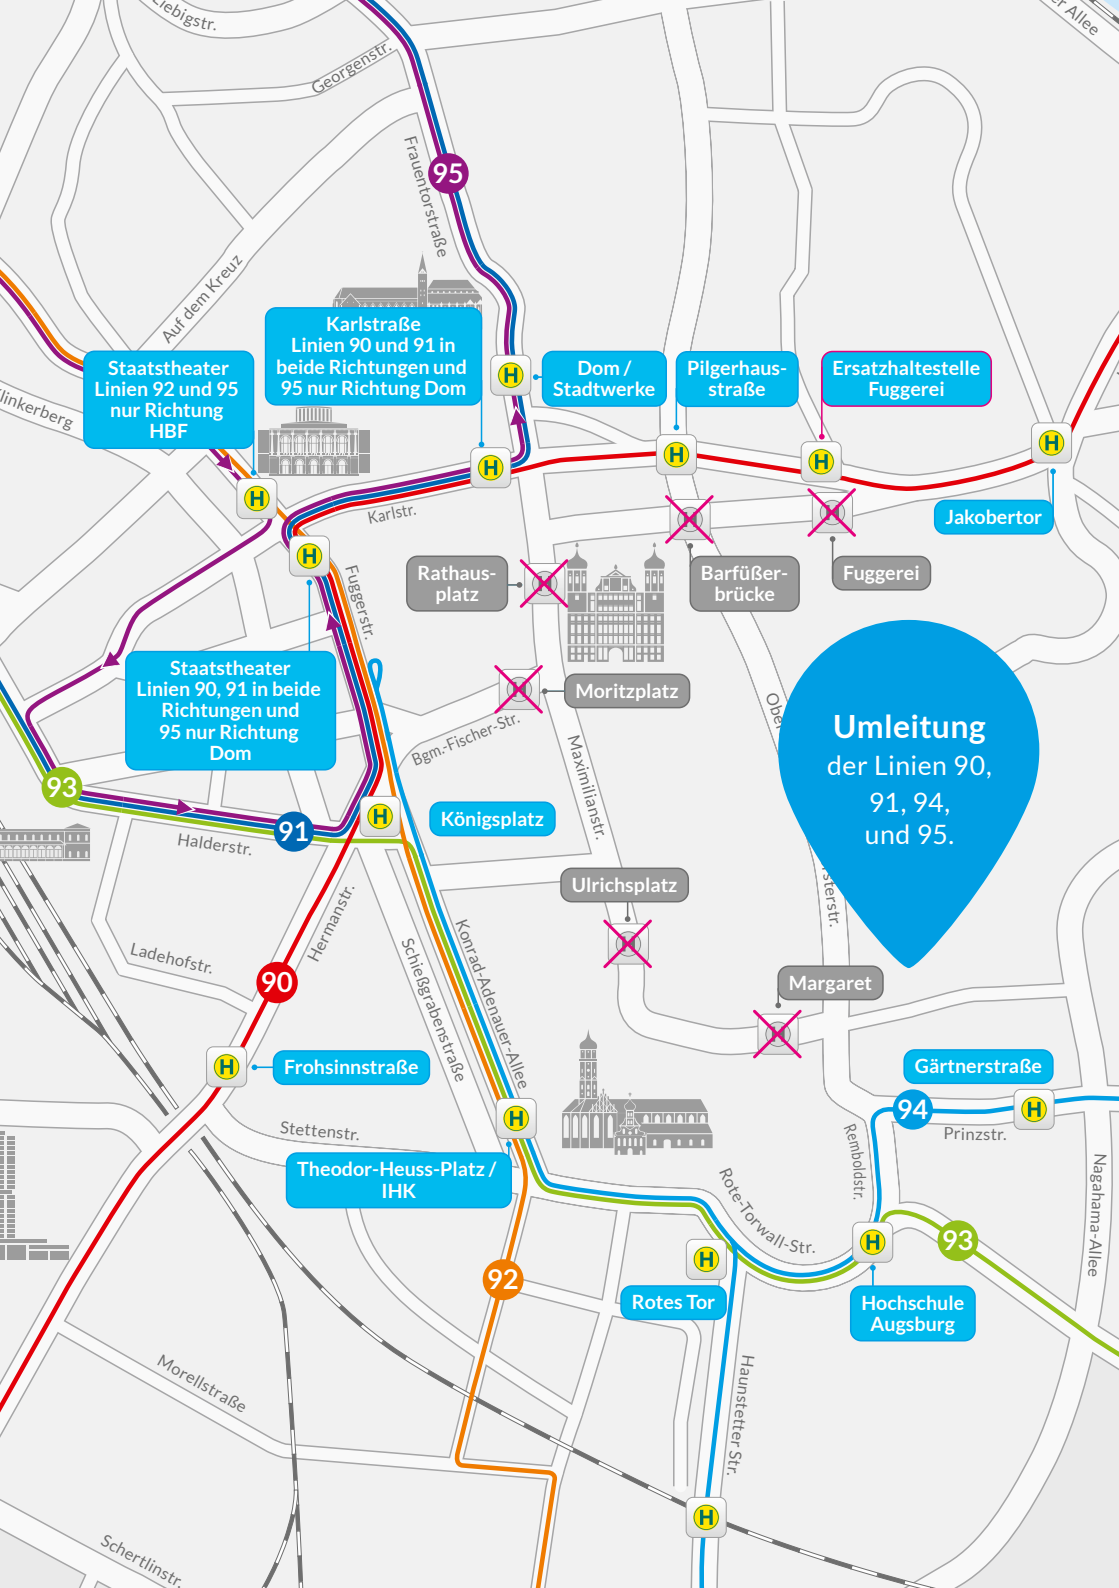 Liebigstr.
er Allee
Georgenstr.
Frauentorstraße
95
Auf dem Kreuz
Karlstraße
Linien 90 und 91 in
beide Richtungen und
95 nur Richtung Dom
Staatstheater
Linien 92 und 95
nur Richtung
HBF
Dom /
Stadtwerke
Pilgerhaus-
straße
Ersatzhaltestelle
Fuggerei
linkerberg
H
H
H
H
H
H
Karlstr.
Jakobertor
H
H
H
Rathaus-
platz
H
Barfüßer-
brücke
Fuggerei
Fuggerstr.
Staatstheater
Linien 90, 91 in beide
Richtungen und
95 nur Richtung
Dom
H
Moritzplatz
Ober
Bgm.-Fischer-Str.
Maximilianstr.
Umleitung
der Linien 90,
91, 94,
und 95.
93
H
Königsplatz
91
Halderstr.
Ulrichsplatz
rsterstr.
Hermanstr.
Konrad-Adenauer-Allee
Schießgrabenstraße
Ladehofstr.
H
90
Margaret
H
H
Frohsinnstraße
Gärtnerstraße
94
H
Prinzstr.
H
Stettenstr.
Theodor-Heuss-Platz /
IHK
Remboldstr.
Nagahama-Allee
Rote-Torwall-Str.
H
93
H
92
Rotes Tor
Hochschule
Augsburg
Morellstraße
Haunstetter Str.
H
Schertlinstr.